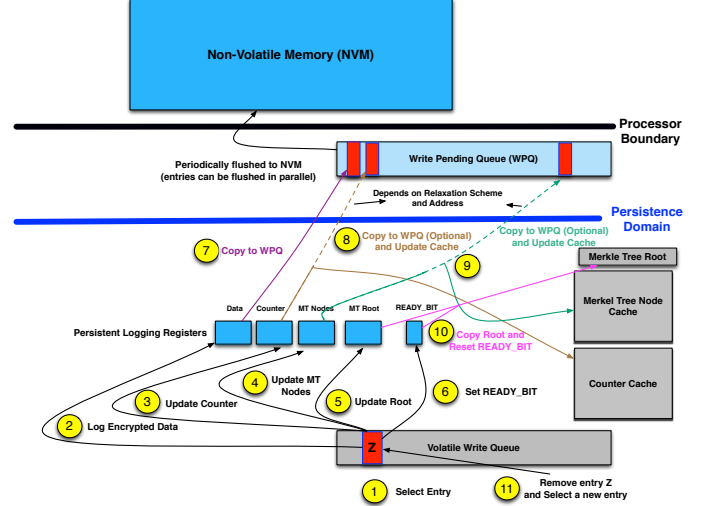 Non-Volatile Memory (NVM)
Processor
Boundary
Periodically flushed to NVM
(entries can be flushed in parallel)
Write Pending Queue (WPQ)
Depends on Relaxation Scheme
and Address
Persistence
Domain
7
Copy to WPQ
8
Copy to WPQ (Optional)
and Update Cache
Copy to WPQ (Optional)
and Update Cache
9
Merkle Tree Root
Merkel Tree Node
Cache
Data
Counter
MT Nodes
MT Root
READY_BIT
Persistent Logging Registers
10
Copy Root and
Reset READY_BIT
Counter Cache
4
Update MT
Nodes
3
Update Counter
5
Update Root
6
Set READY_BIT
2
Log Encrypted Data
Z
Volatile Write Queue
1
Select Entry
11
Remove entry Z
and Select a new entry